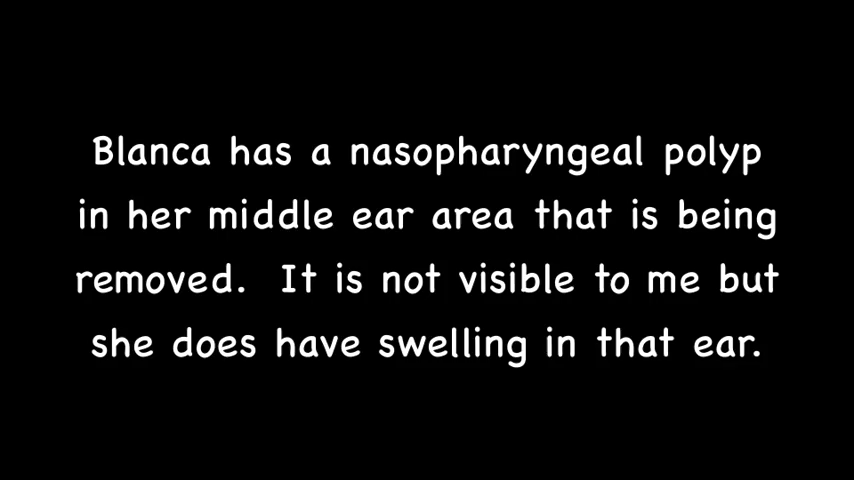 Blanca has a nasopharyngeal polyp
in her middle ear area that is being
removed.  It is not visible to me but
she does have swelling in that ear.